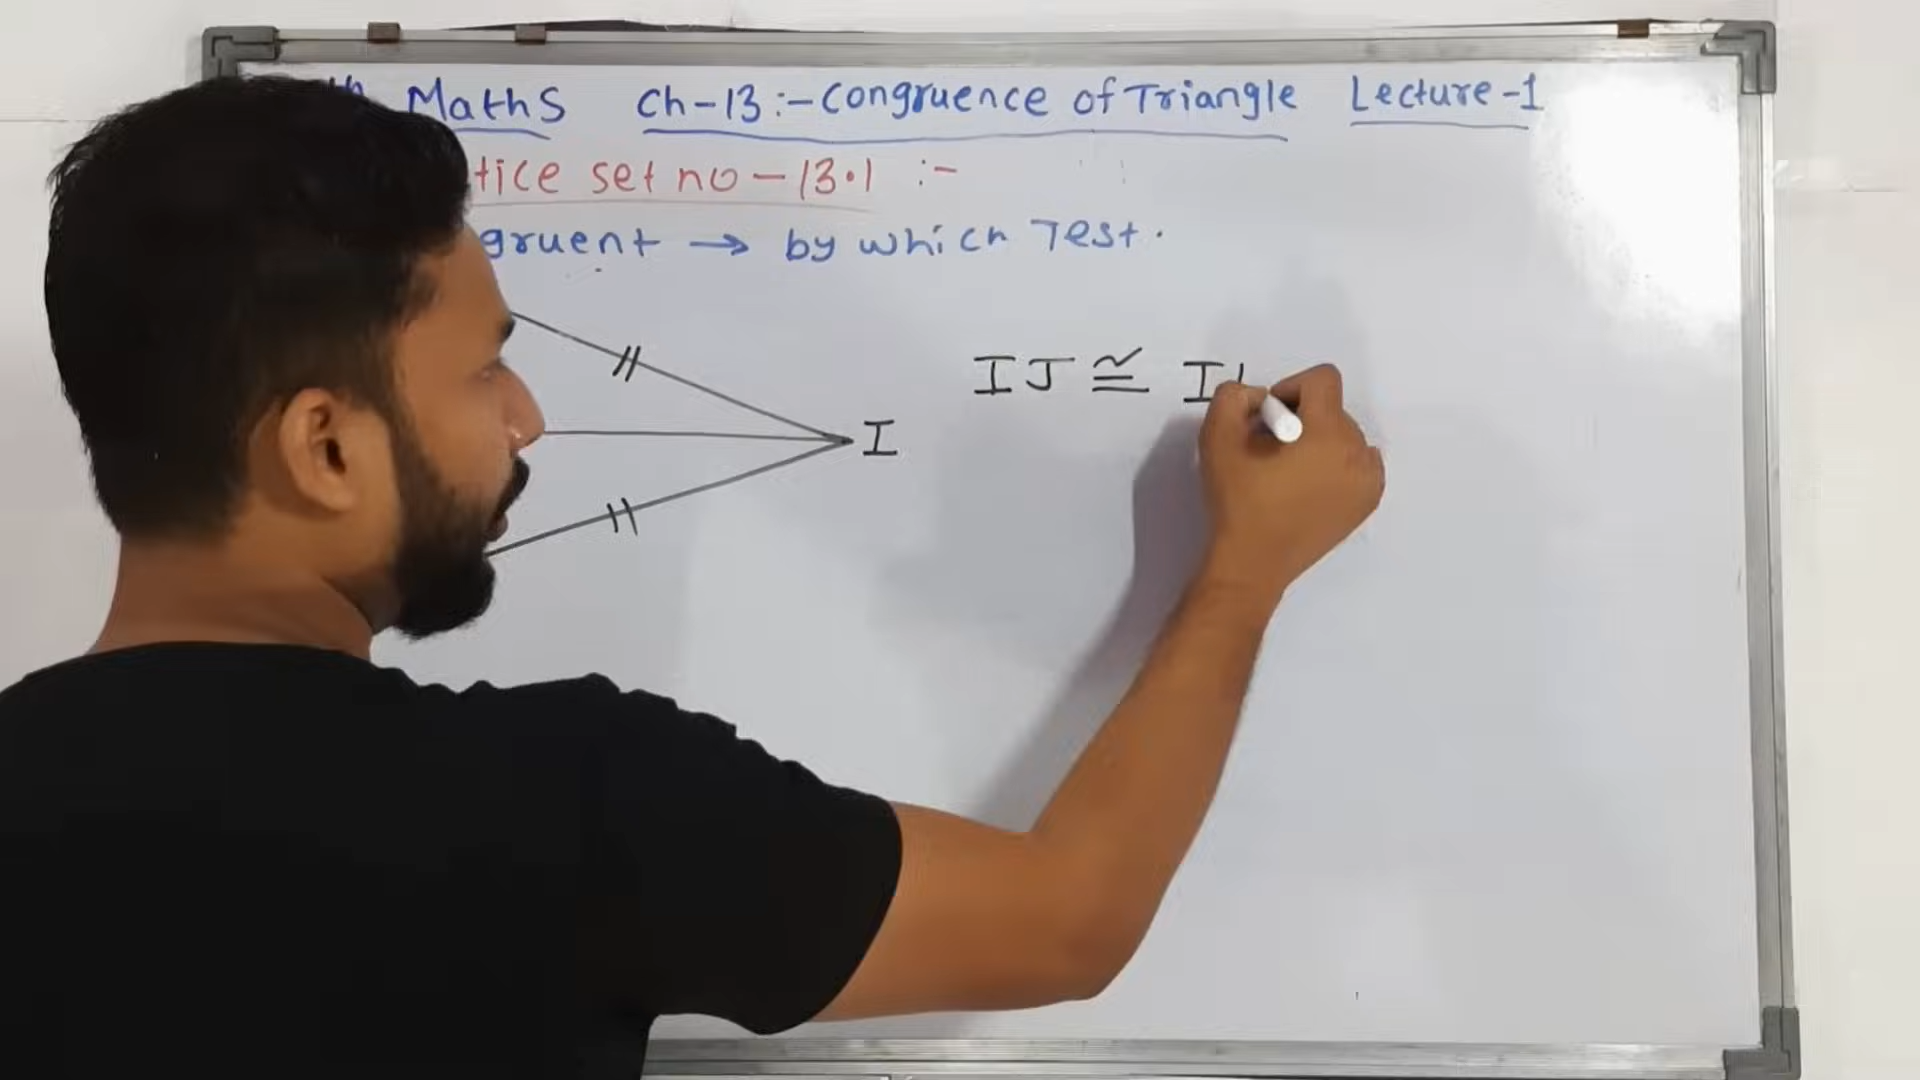 Maths Ch-13:- Congruence of Triangle Lecture-1
tice set no - 13.1 :-
gruent → by which Test.
IJ ≅ I
I